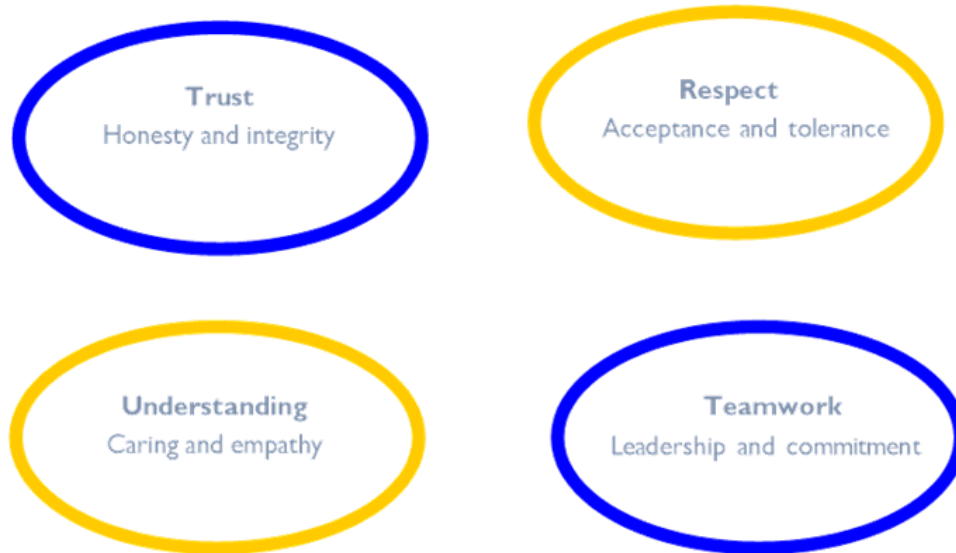 Trust
Honesty and integrity
Respect
Acceptance and tolerance
Understanding
Caring and empathy
Teamwork
Leadership and commitment